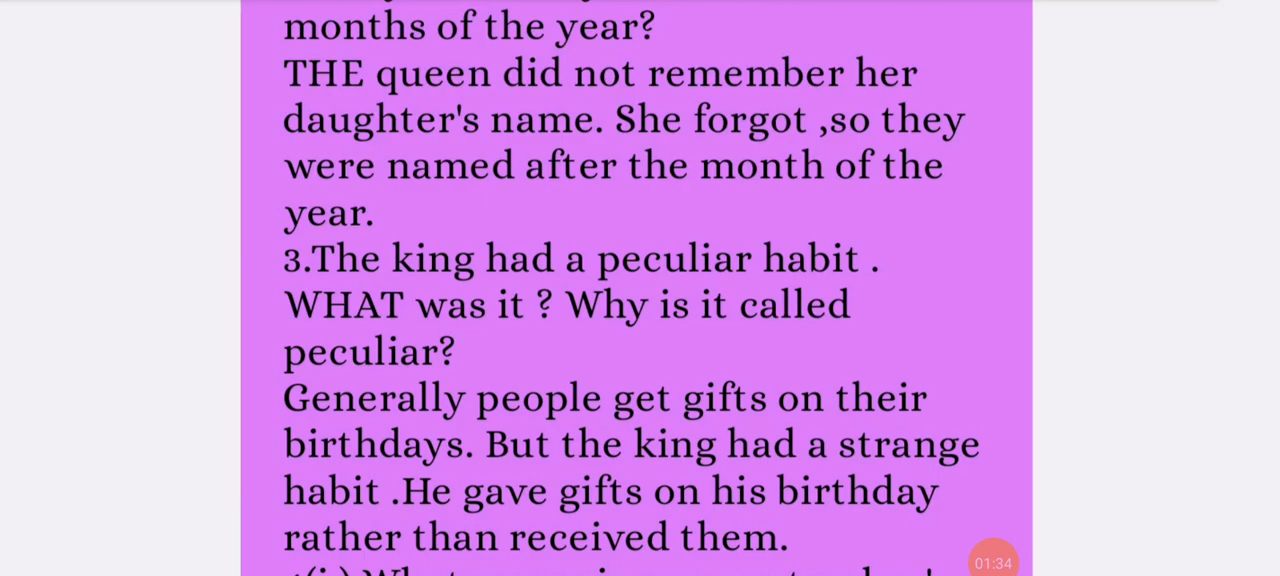 months of the year?
THE queen did not remember her
daughter's name. She forgot ,so they
were named after the month of the
year.
3.The king had a peculiar habit .
WHAT was it ? Why is it called
peculiar?
Generally people get gifts on their
birthdays. But the king had a strange
habit .He gave gifts on his birthday
rather than received them.
01:34